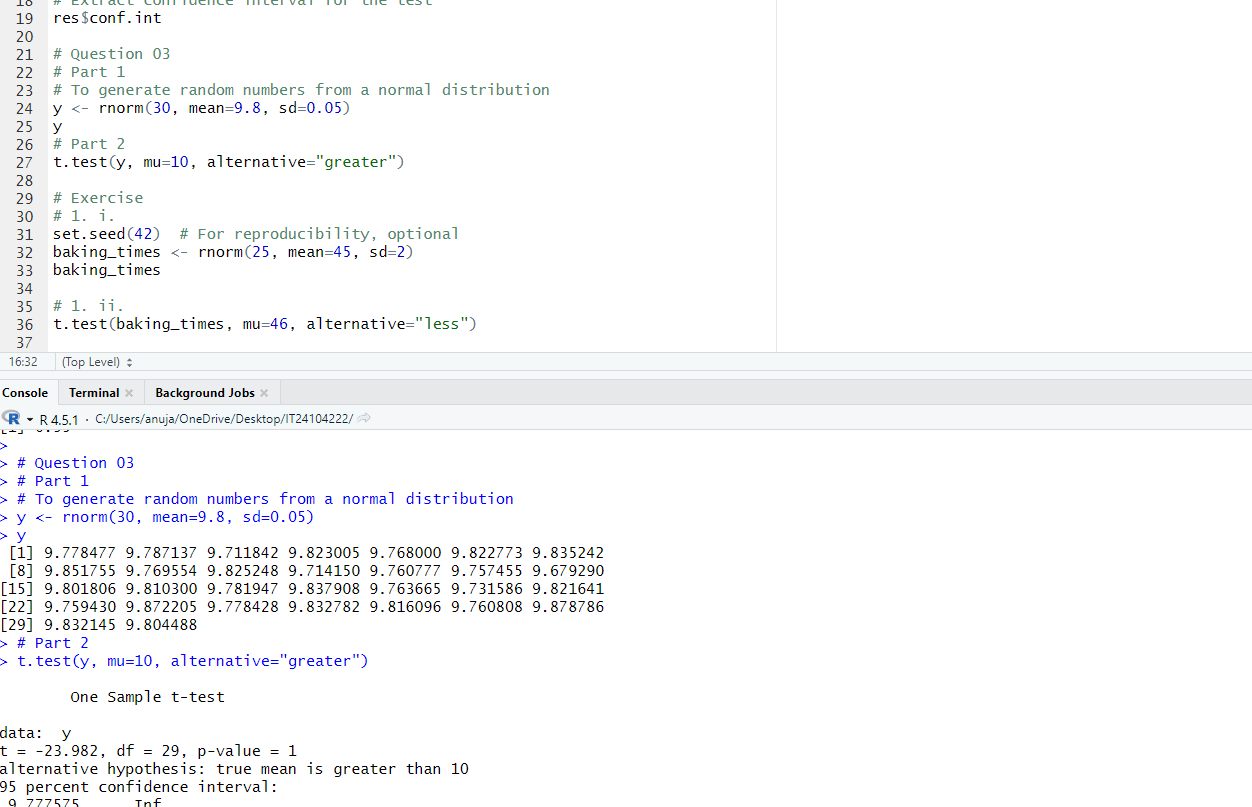 18 # Extract confidence interval for the test
19 res$conf.int
20
21 # Question 03
22 # Part 1
23 # To generate random numbers from a normal distribution
24 y <- rnorm(30, mean=9.8, sd=0.05)
25 y
26 # Part 2
27 t.test(y, mu=10, alternative="greater")
28
29 # Exercise
30 # 1. i.
31 set.seed(42)  # For reproducibility, optional
32 baking_times <- rnorm(25, mean=45, sd=2)
33 baking_times
34
35 # 1. ii.
36 t.test(baking_times, mu=46, alternative="less")
37
16:32 (Top Level)
Console Terminal Background Jobs
R R 4.5.1 · C:/Users/anuja/OneDrive/Desktop/IT24104222/
>
> # Question 03
> # Part 1
> # To generate random numbers from a normal distribution
> y <- rnorm(30, mean=9.8, sd=0.05)
> y
[1] 9.778477 9.787137 9.711842 9.823005 9.768000 9.822773 9.835242
[8] 9.851755 9.769554 9.825248 9.714150 9.760777 9.757455 9.679290
[15] 9.801806 9.810300 9.781947 9.837908 9.763665 9.731586 9.821641
[22] 9.759430 9.872205 9.778428 9.832782 9.816096 9.760808 9.878786
[29] 9.832145 9.804488
> # Part 2
> t.test(y, mu=10, alternative="greater")
One Sample t-test
data:  y
t = -23.982, df = 29, p-value = 1
alternative hypothesis: true mean is greater than 10
95 percent confidence interval:
9.777575 Inf